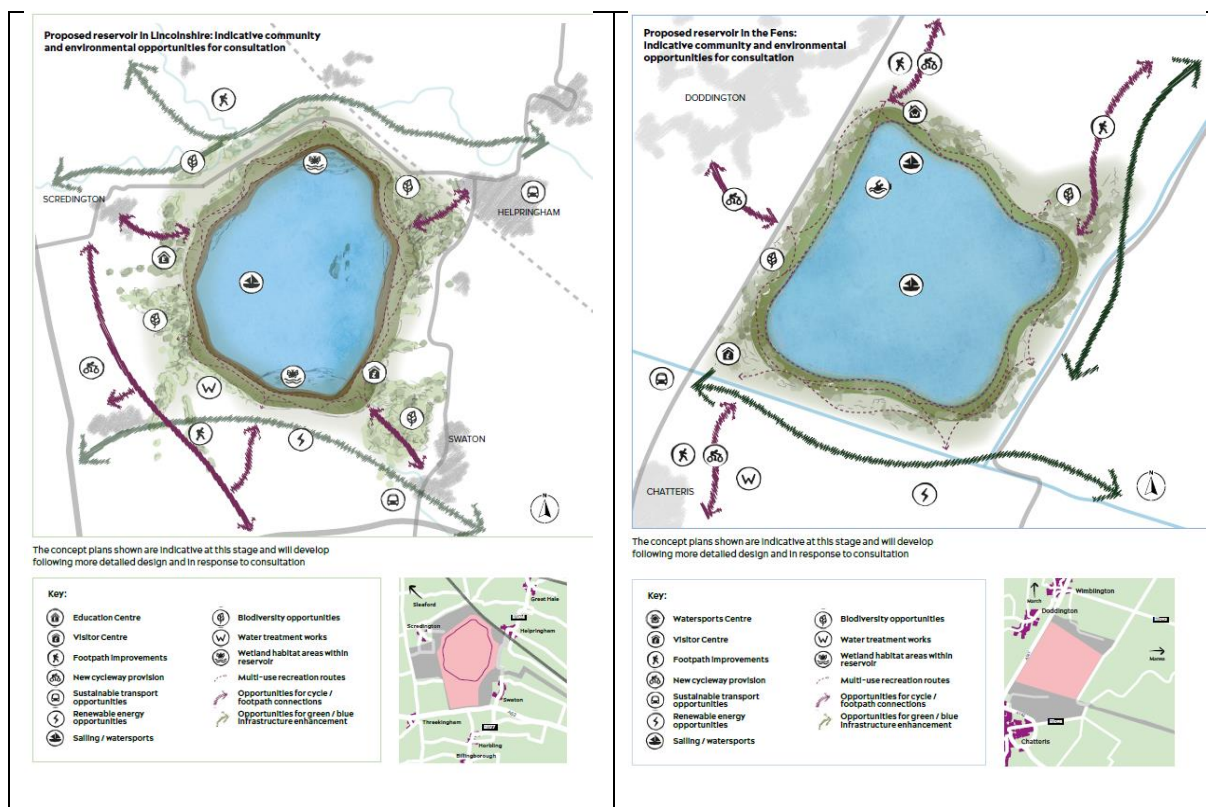 Proposed reservoir in Lincolnshire: Indicative community
and environmental opportunities for consultation
SCREDINGTON
HELPRINGHAM
SWATON
N
The concept plans shown are indicative at this stage and will develop
following more detailed design and in response to consultation
Key:
Education Centre
Visitor Centre
Footpath improvements
New cycleway provision
Sustainable transport
opportunities
Renewable energy
opportunities
Sailing / watersports
Biodiversity opportunities
Water treatment works
Wetland habitat areas within
reservoir
Multi-use recreation routes
Opportunities for cycle /
footpath connections
Opportunities for green / blue
infrastructure enhancement
Sleaford
Great Hale
Scredington
Helpringham
Swaton
Threekingham
Horbling
Billingborough
Proposed reservoir in the Fens:
Indicative community and environmental
opportunities for consultation
DODDINGTON
CHATTERIS
N
The concept plans shown are indicative at this stage and will develop
following more detailed design and in response to consultation
Key:
Watersports Centre
Visitor Centre
Footpath improvements
New cycleway provision
Sustainable transport
opportunities
Renewable energy
opportunities
Sailing / watersports
Biodiversity opportunities
Water treatment works
Wetland habitat areas within
reservoir
Multi-use recreation routes
Opportunities for cycle /
footpath connections
Opportunities for green / blue
infrastructure enhancement
March
Wimblington
Doddington
Manea
Chatteris